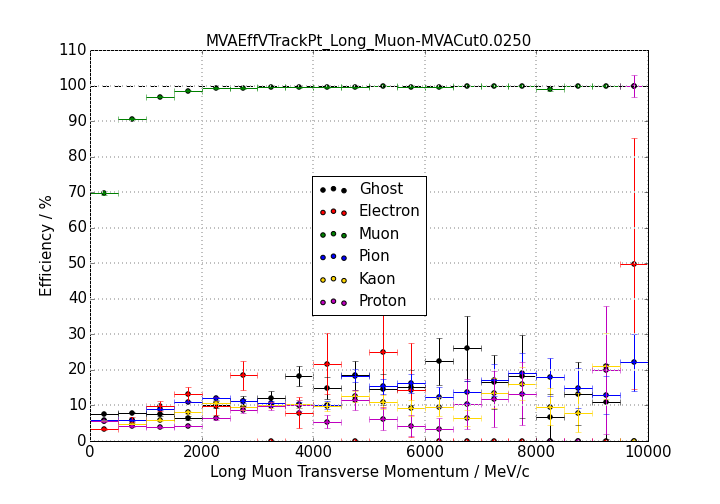 MVAEffVTrackPt_Long_Muon-MVACut0.0250
110
100
90
80
70
60
50
40
30
20
10
0
Efficiency / %
Ghost
Electron
Muon
Pion
Kaon
Proton
0 2000 4000 6000 8000 10000
Long Muon Transverse Momentum / MeV/c